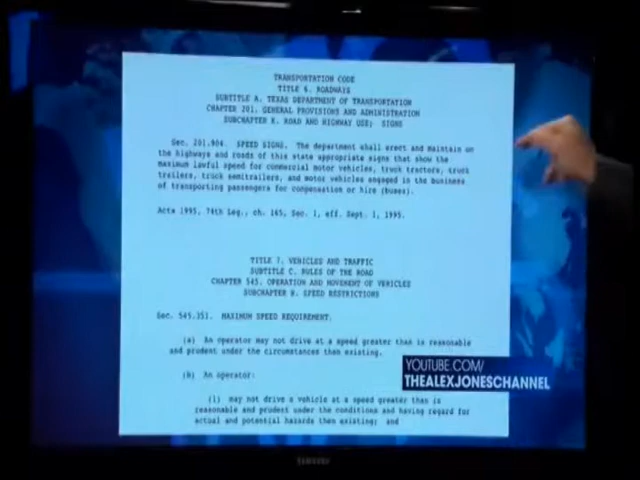 TRANSPORTATION CODE
TITLE 6. ROADWAYS
SUBTITLE A. TEXAS DEPARTMENT OF TRANSPORTATION
CHAPTER 201. GENERAL PROVISIONS AND ADMINISTRATION
SUBCHAPTER K. ROAD AND HIGHWAY USE; SIGNS
Sec. 201.904. SPEED SIGNS. The department shall erect and maintain on
the highways and roads of this state appropriate signs that show the
maximum lawful speed for commercial motor vehicles, truck tractors, truck
trailers, truck semitrailers, and motor vehicles engaged in the business
of transporting passengers for compensation or hire (buses).
Acts 1995, 74th Leg., ch. 165, Sec. 1, eff. Sept. 1, 1995.
TITLE 7. VEHICLES AND TRAFFIC
SUBTITLE C. RULES OF THE ROAD
CHAPTER 545. OPERATION AND MOVEMENT OF VEHICLES
SUBCHAPTER H. SPEED RESTRICTIONS
Sec. 545.351. MAXIMUM SPEED REQUIREMENT.
(a) An operator may not drive at a speed greater than is reasonable
and prudent under the circumstances then existing.
(b) An operator:
(1) may not drive a vehicle at a speed greater than is
reasonable and prudent under the conditions and having regard for
actual and potential hazards then existing; and
YOUTUBE.COM/
THEALEXJONESCHANNEL
SAMSUNG